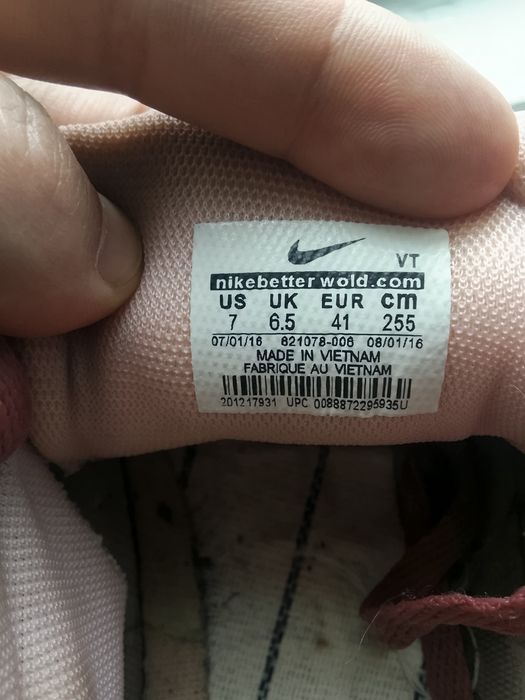 VT
nikebetter wold.com
US UK EUR cm
7 6.5 41 255
07/01/16 821078-006 08/01/16
MADE IN VIETNAM
FABRIQUE AU VIETNAM
201217931 UPC 0088872295935U